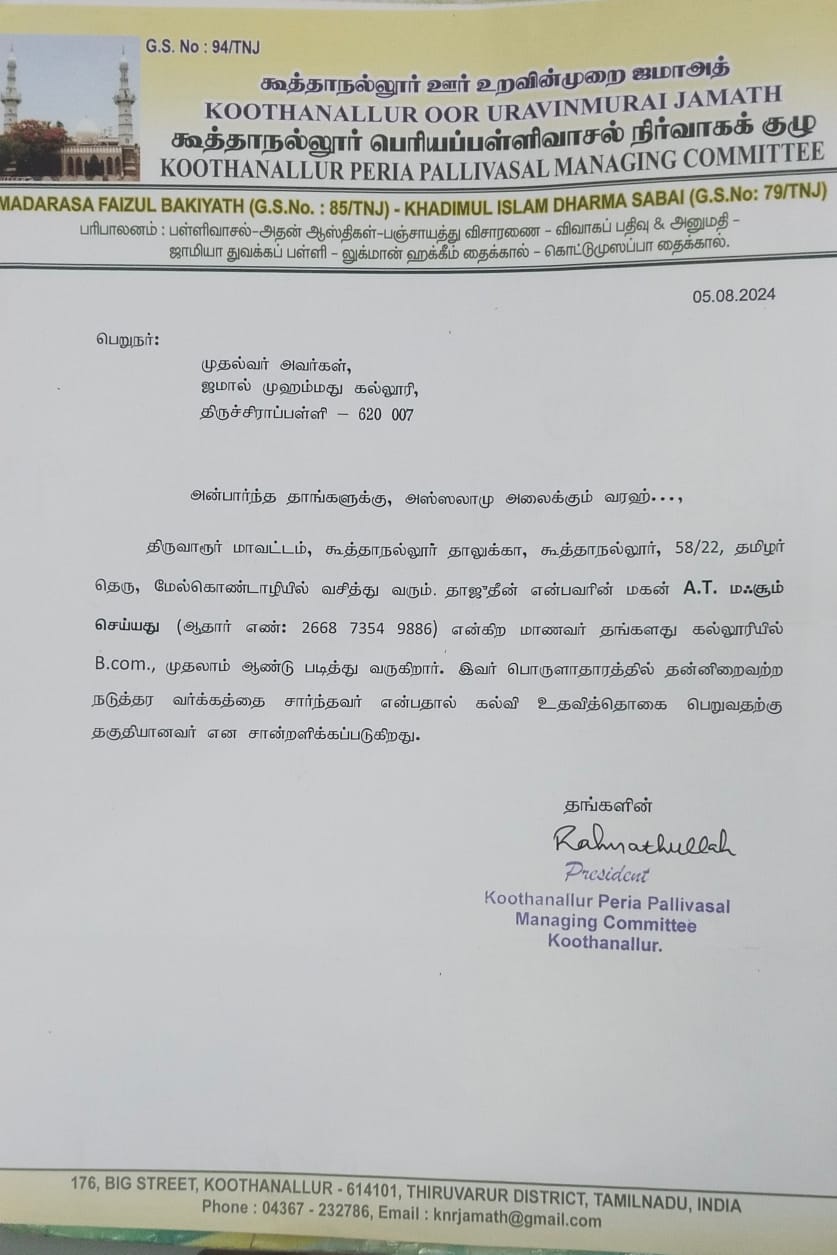 G.S. No : 94/TNJ
கூத்தாநல்லூர் ஊர் உறவின்முறை ஜமாஅத்
KOOTHANALLUR OOR URAVINMURAI JAMATH
கூத்தாநல்லூர் பெரியப்பள்ளிவாசல் நிர்வாகக் குழு
KOOTHANALLUR PERIA PALLIVASAL MANAGING COMMITTEE
MADARASA FAIZUL BAKIYATH (G.S.No. : 85/TNJ) - KHADIMUL ISLAM DHARMA SABAI (G.S.No: 79/TNJ)
பரிபாலனம் : பள்ளிவாசல்-அதன் ஆஸ்திகள்-பஞ்சாயத்து விசாரணை - விவாகப் பதிவு & அனுமதி -
ஜாமியா துவக்கப் பள்ளி - லுக்மான் ஹக்கீம் தைக்கால் - கொட்டுமுஸப்பா தைக்கால்.
05.08.2024
பெறுநர்:
முதல்வர் அவர்கள்,
ஜமால் முஹம்மது கல்லூரி,
திருச்சிராப்பள்ளி – 620 007
அன்பார்ந்த தாங்களுக்கு, அஸ்ஸலாமு அலைக்கும் வரஹ்...,
திருவாரூர் மாவட்டம், கூத்தாநல்லூர் தாலுக்கா, கூத்தாநல்லூர், 58/22, தமிழர்
தெரு, மேல்கொண்டாழியில் வசித்து வரும். தாஜுதீன் என்பவரின் மகன் A.T. மஃசூம்
செய்யது (ஆதார் எண்: 2668 7354 9886) என்கிற மாணவர் தங்களது கல்லூரியில்
B.com., முதலாம் ஆண்டு படித்து வருகிறார். இவர் பொருளாதாரத்தில் தன்னிறைவற்ற
நடுத்தர வர்க்கத்தை சார்ந்தவர் என்பதால் கல்வி உதவித்தொகை பெறுவதற்கு
தகுதியானவர் என சான்றளிக்கப்படுகிறது.
தங்களின்
Rahmathullah
President
Koothanallur Peria Pallivasal
Managing Committee
Koothanallur.
176, BIG STREET, KOOTHANALLUR - 614101, THIRUVARUR DISTRICT, TAMILNADU, INDIA
Phone : 04367 - 232786, Email : knrjamath@gmail.com